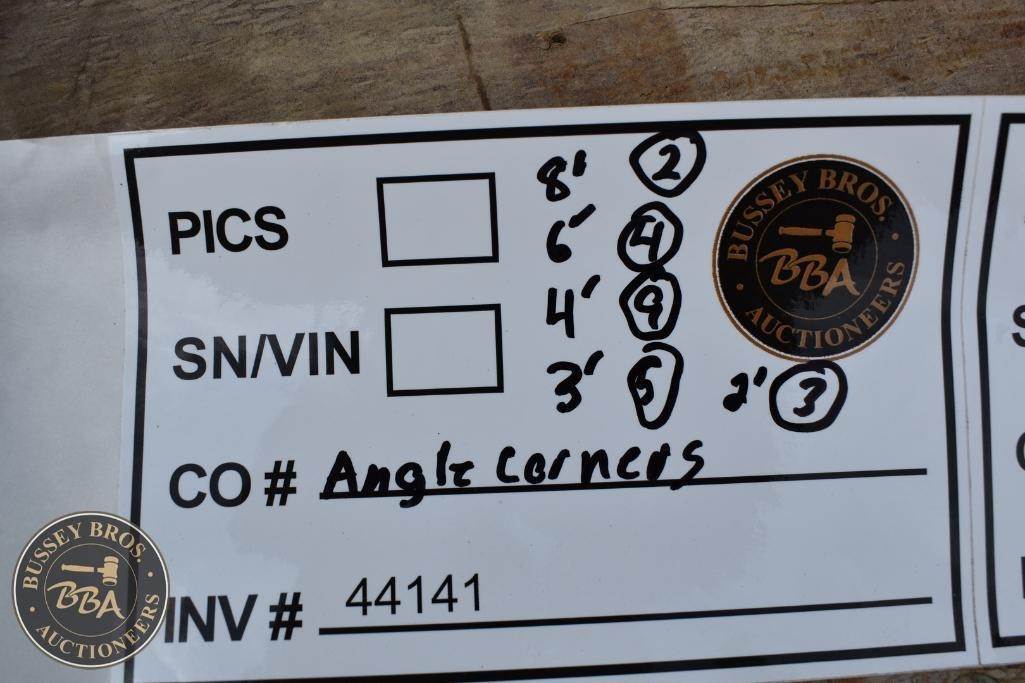 PICS 8' 2
6' 4
4' 9
SN/VIN 3' 5 2' 3
CO # Angle Corners
INV # 44141
BUSSEY BROS.
BBA
AUCTIONEERS
BUSSEY BROS.
BBA
AUCTIONEERS